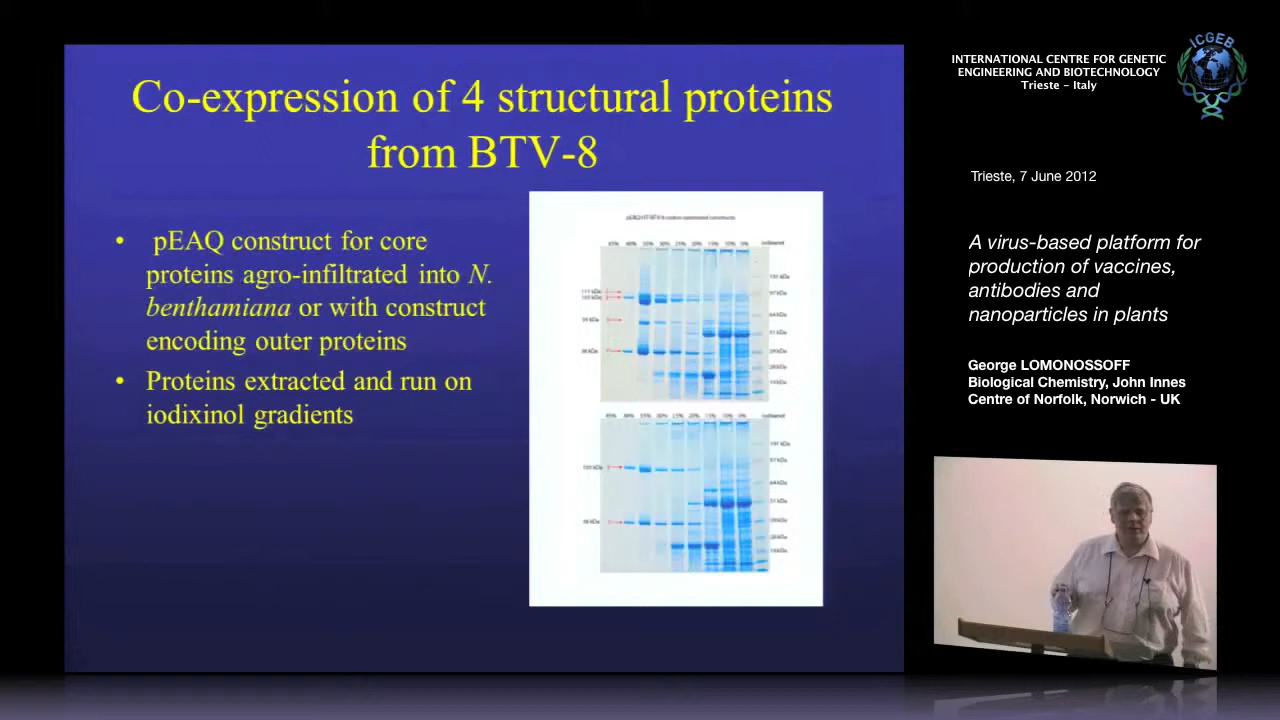 Co-expression of 4 structural proteins
from BTV-8
• pEAQ construct for core
proteins agro-infiltrated into N.
benthamiana or with construct
encoding outer proteins
• Proteins extracted and run on
iodixinol gradients
ICGEB
INTERNATIONAL CENTRE FOR GENETIC
ENGINEERING AND BIOTECHNOLOGY
Trieste - Italy
Trieste, 7 June 2012
A virus-based platform for
production of vaccines,
antibodies and
nanoparticles in plants
George LOMONOSSOFF
Biological Chemistry, John Innes
Centre of Norfolk, Norwich - UK